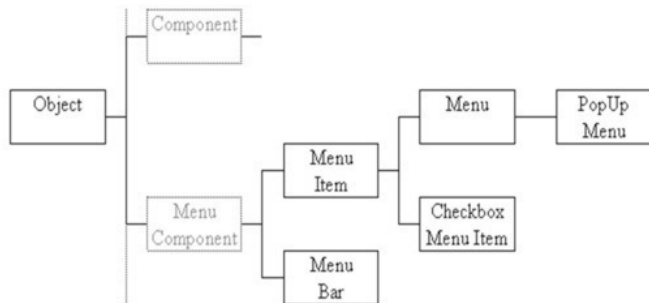 Component
Object
Menu
PopUp
Menu
Menu
Item
Menu
Component
Checkbox
Menu Item
Menu
Bar